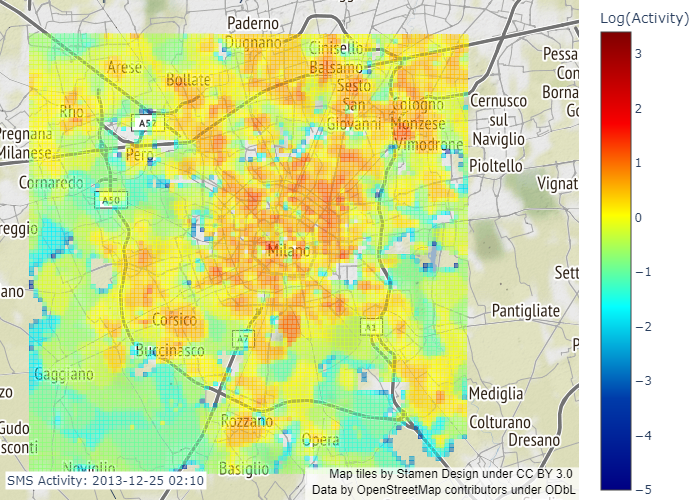 Log(Activity)
Paderno
Dugnano
Cinisello
Balsamo
Arese
Bollate
Sesto
San
Giovanni
Cologno
Monzese
Vimodrone
Cernusco
sul
Naviglio
Pioltello
Pessa
Con
Borna
Go
Vignat
Rho
A52
Pero
Pregnana
Milanese
Cornaredo
A50
reggio
Milano
ano
Corsico
A7
A1
Buccinasco
Gaggiano
Sett
Pantigliate
P
Mediglia
Colturano
Dresano
zo
Gudo
sconti
Rozzano
Opera
Noviglio
Basiglio
3
2
1
0
−1
−2
−3
−4
−5
SMS Activity: 2013-12-25 02:10
Map tiles by Stamen Design under CC BY 3.0
Data by OpenStreetMap contributors under ODbL